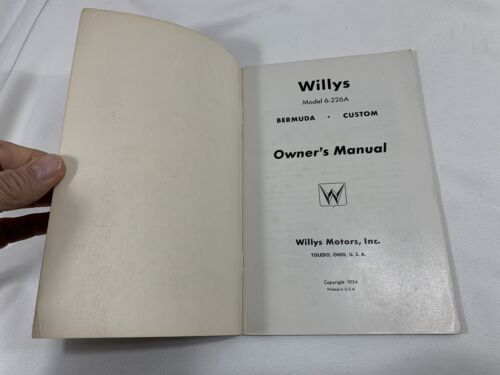 Willys
Model 6-226A
BERMUDA • CUSTOM
Owner's Manual
W
Willys Motors, Inc.
TOLEDO, OHIO, U. S. A.
Copyright 1954
Printed in U.S.A.